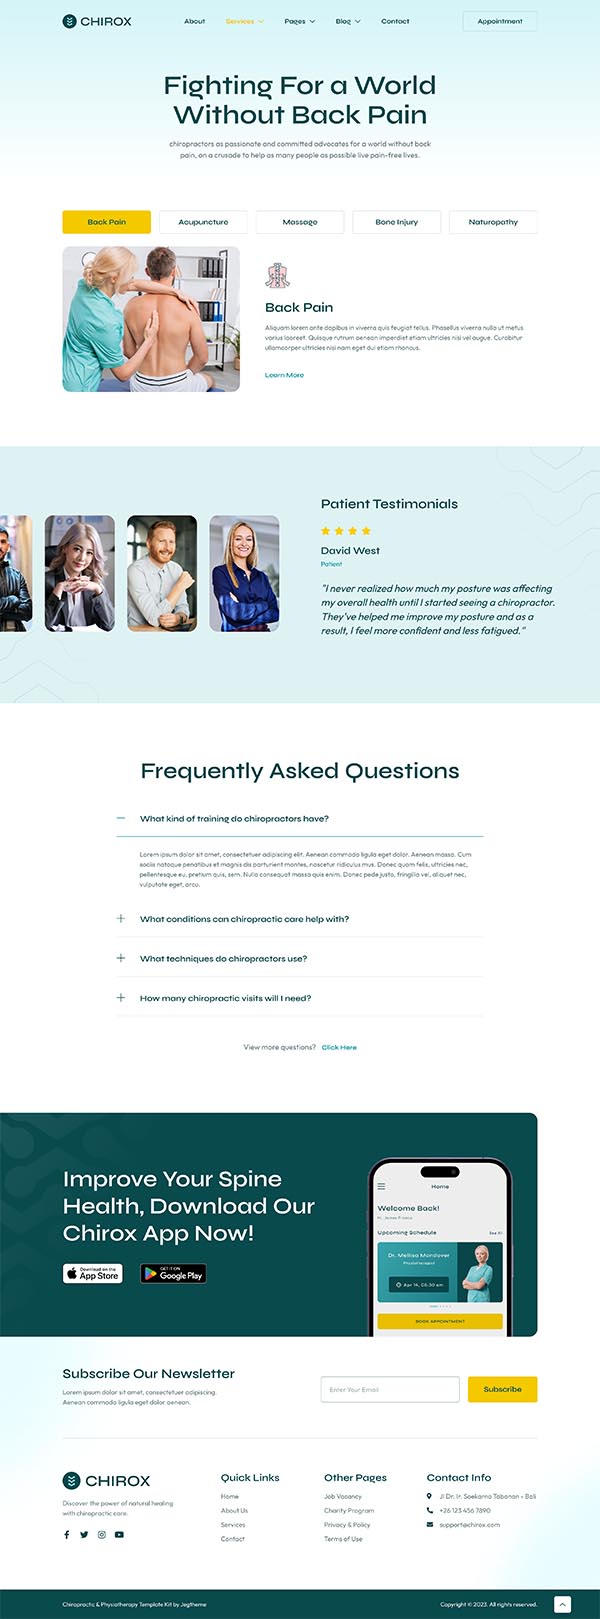 CHIROX
About Services Pages Blog Contact Appointment
Fighting For a World
Without Back Pain
chiropractors as passionate and committed advocates for a world without back
pain, on a crusade to help as many people as possible live pain-free lives.
Back Pain Acupuncture Massage Bone Injury Naturopathy
Back Pain
Aliquam lorem ante dapibus in viverra quis feugiat tellus. Phasellus viverra nulla ut metus
varius laoreet. Quisque rutrum aenean imperdiet etiam ultricies nisi vel augue. Curabitur
ullamcorper ultricies nisi nam eget dui etiam rhoncus.
Learn More
Patient Testimonials
David West
Patient
"I never realized how much my posture was affecting
my overall health until I started seeing a chiropractor.
They've helped me improve my posture and as a
result, I feel more confident and less fatigued."
Frequently Asked Questions
What kind of training do chiropractors have?
Lorem ipsum dolor sit amet, consectetuer adipiscing elit. Aenean commodo ligula eget dolor. Aenean massa. Cum
sociis natoque penatibus et magnis dis parturient montes, nascetur ridiculus mus. Donec quam felis, ultricies nec,
pellentesque eu, pretium quis, sem. Nulla consequat massa quis enim. Donec pede justo, fringilla vel, aliquet nec,
vulputate eget, arcu.
What conditions can chiropractic care help with?
What techniques do chiropractors use?
How many chiropractic visits will I need?
View more questions? Click Here
Improve Your Spine
Health, Download Our
Chirox App Now!
Download on the
App Store
GET IT ON
Google Play
Home
Welcome Back!
Upcoming Schedule See All
Dr. Mellisa Mondover
Physioterapist
Apr 14, 08:30 am
BOOK APPOINTMENT
Subscribe Our Newsletter
Lorem ipsum dolor sit amet, consectetuer adipiscing.
Aenean commodo ligula eget dolor aenean.
Enter Your Email
Subscribe
CHIROX
Discover the power of natural healing
with chiropractic care.
Quick Links
Home
About Us
Services
Contact
Other Pages
Job Vacancy
Charity Program
Privacy & Policy
Terms of Use
Contact Info
Jl Dr. Ir. Soekarno Tabanan - Bali
+26 123 456 7890
support@chirox.com
Chiropractic & Physiotherapy Template Kit by Jegtheme
Copyright © 2023. All rights reserved.